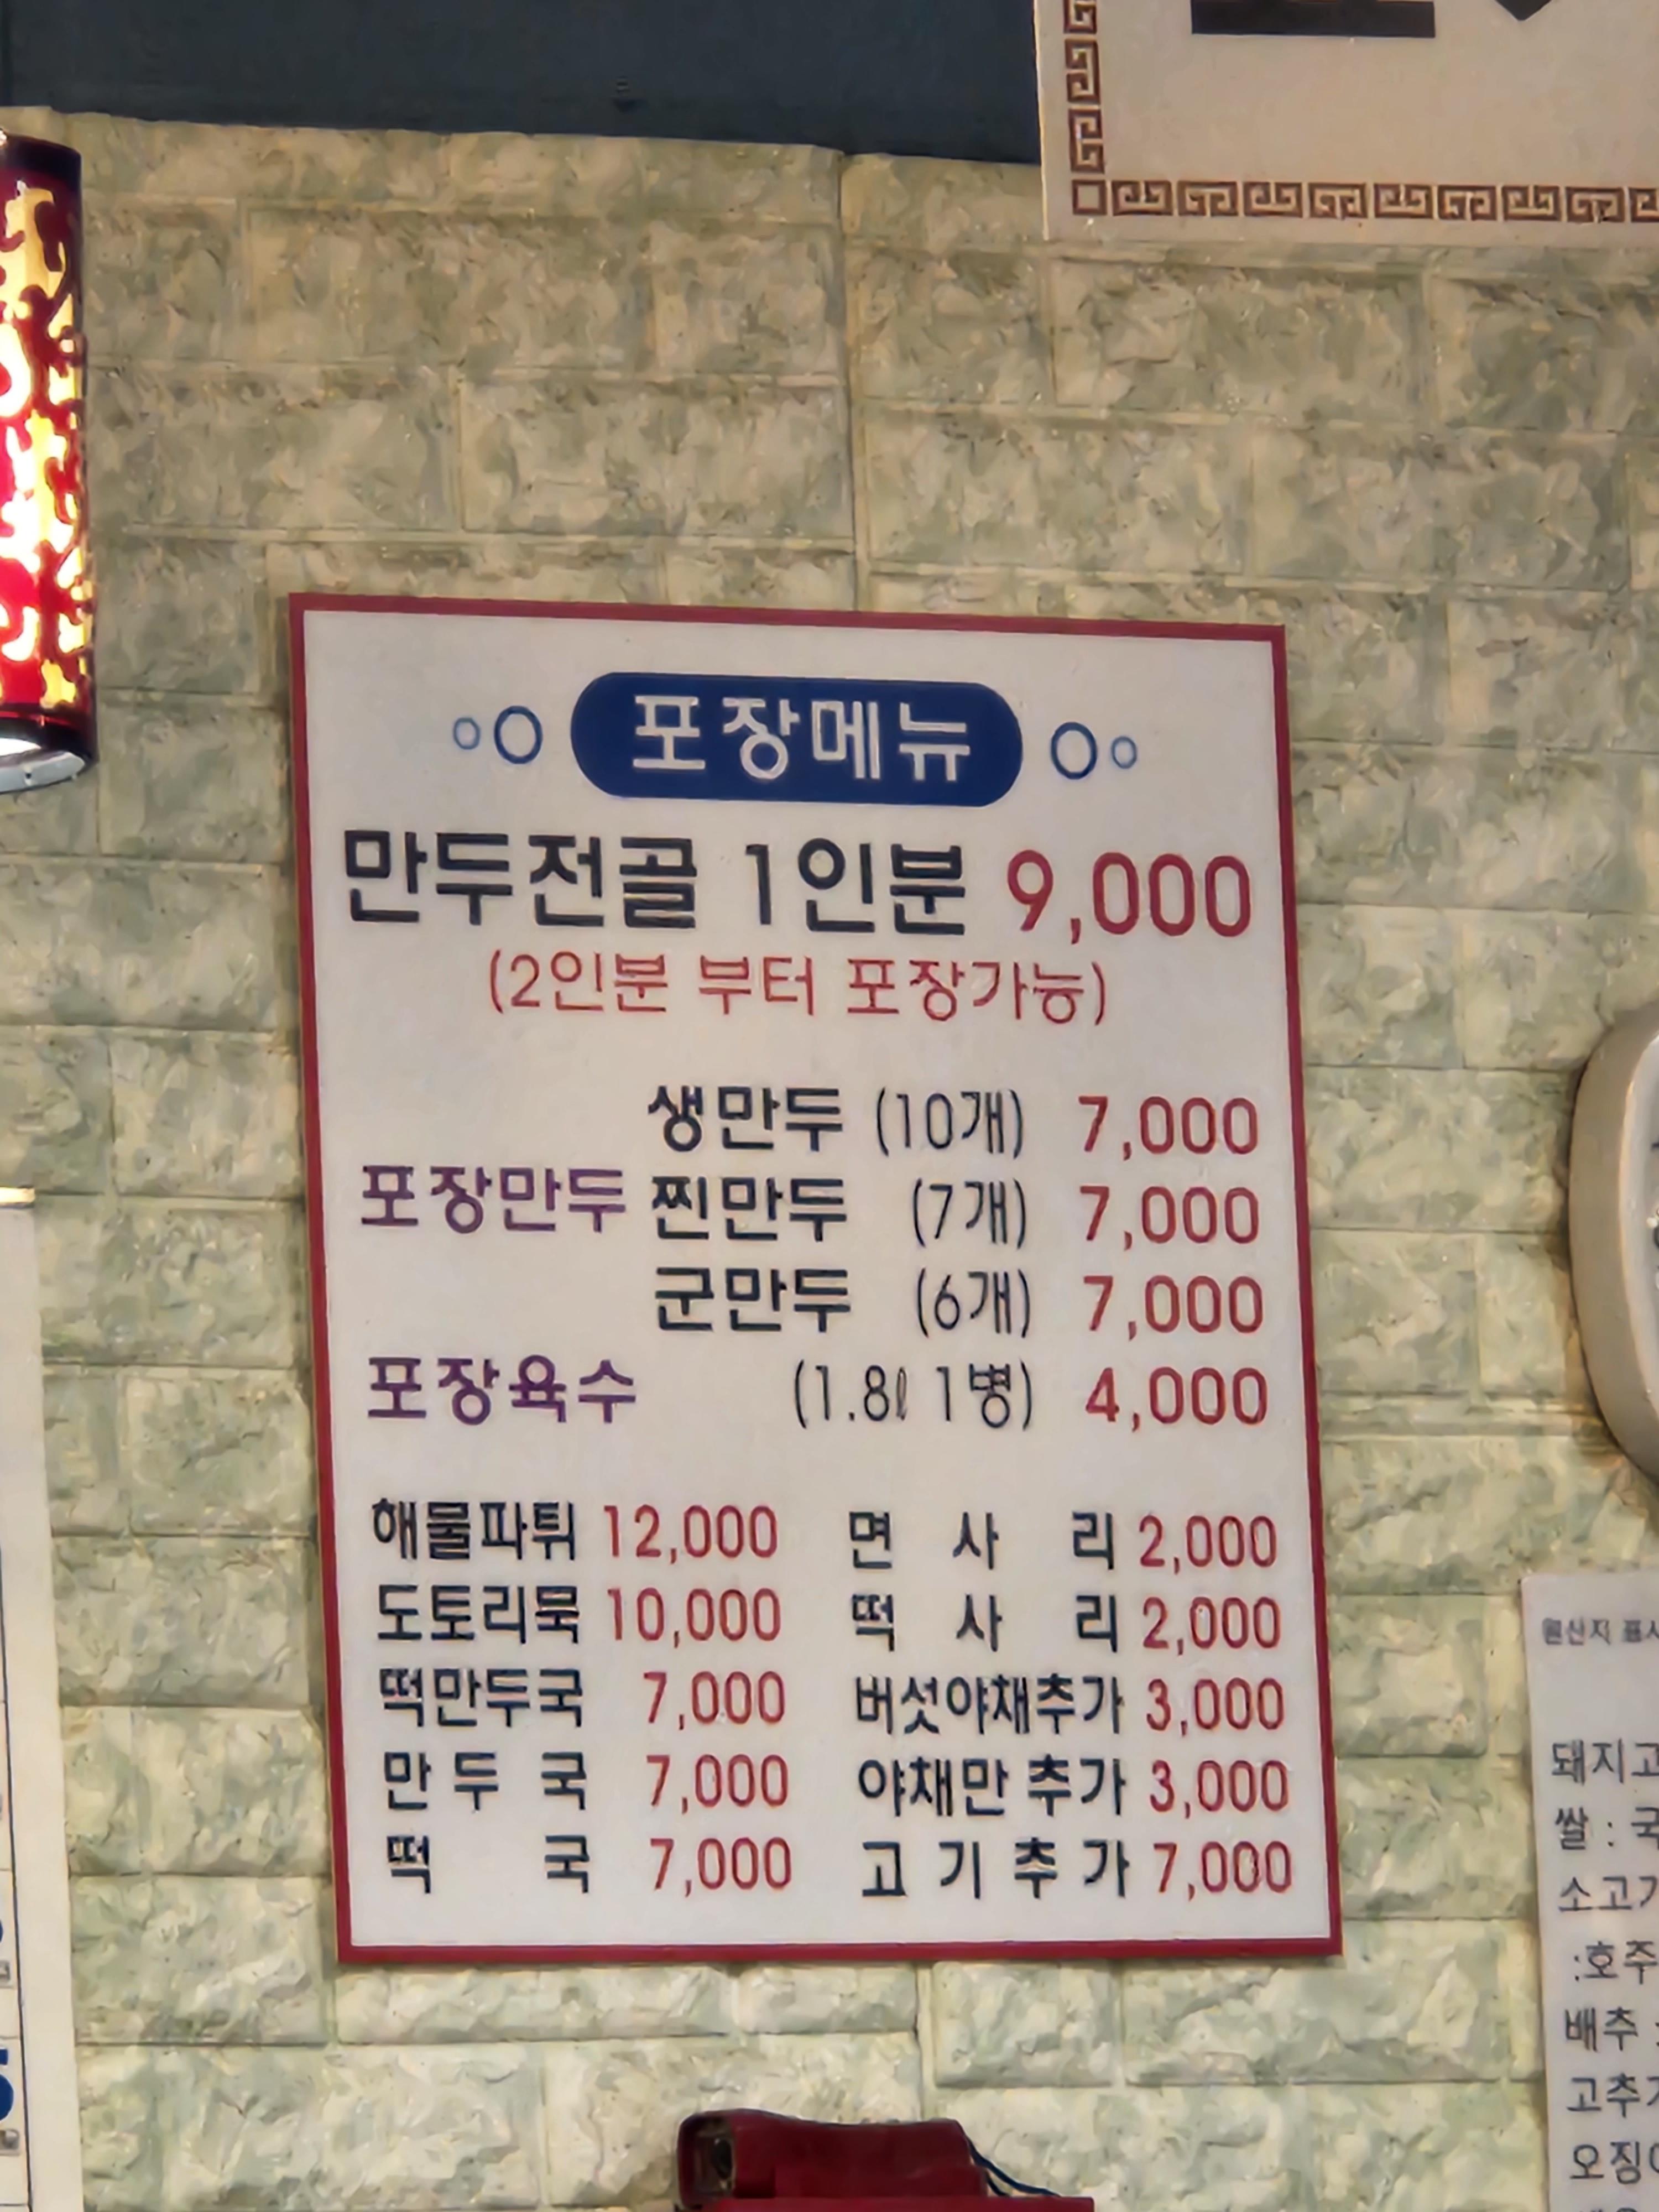 포장메뉴
만두전골 1인분 9,000
(2인분 부터 포장가능)
생만두 (10개) 7,000
포장만두 찐만두 (7개) 7,000
군만두 (6개) 7,000
포장육수 (1.8ℓ 1병) 4,000
해물파튀 12,000 면 사 리 2,000
도토리묵 10,000 떡 사 리 2,000
떡만두국 7,000 버섯야채추가 3,000
만 두 국 7,000 야채만 추가 3,000
떡 국 7,000 고 기 추 가 7,000
원산지
돼지고
쌀 : 국
소고기
:호주
배추
고추
오징